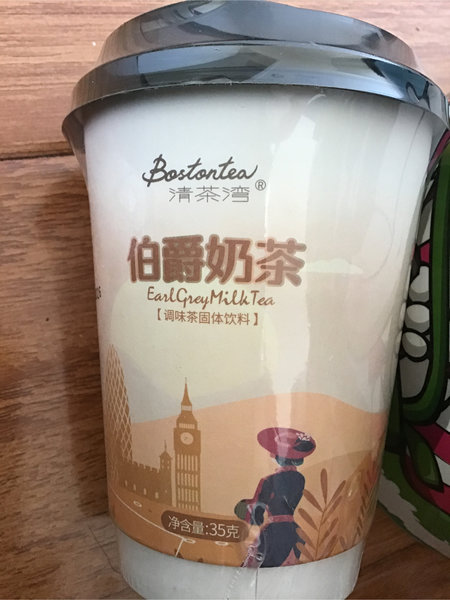 Bostontea
清茶湾®
伯爵奶茶
EarlGreyMilkTea
【调味茶固体饮料】
净含量:35克